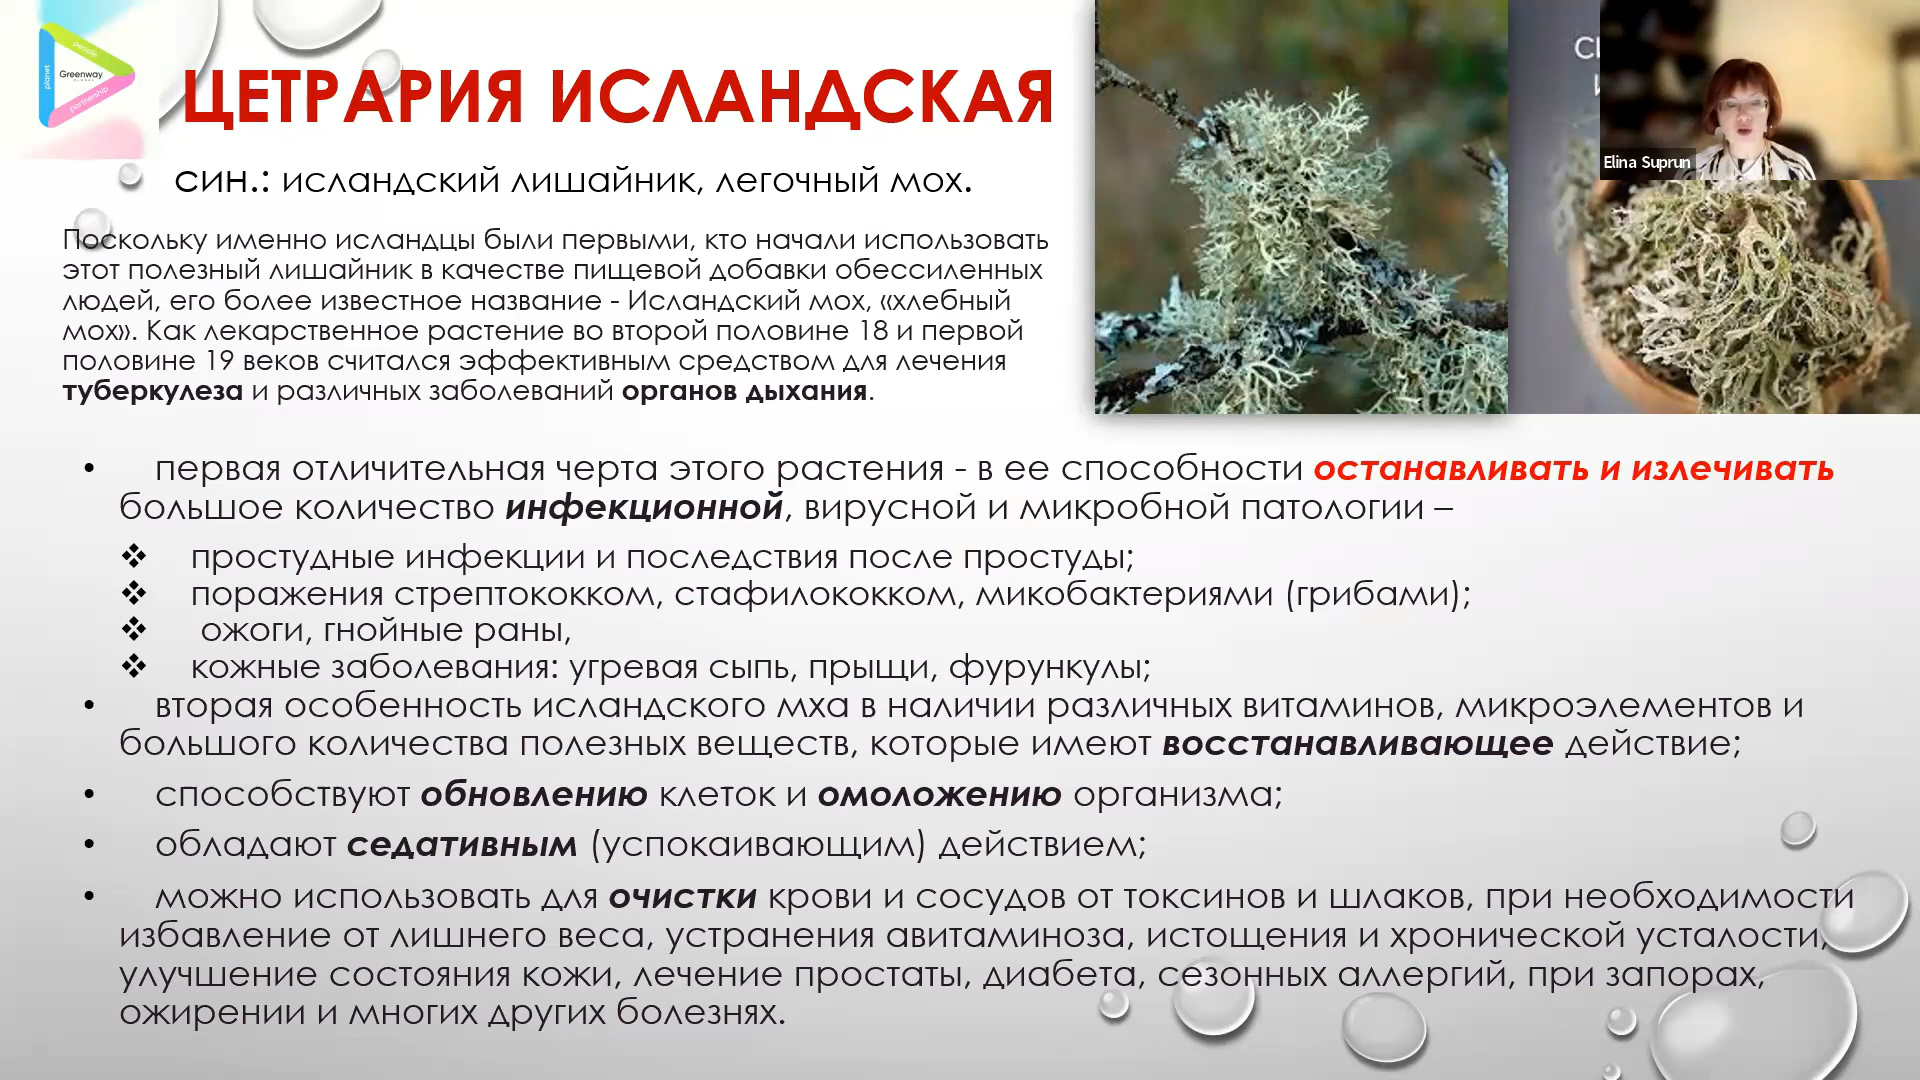 people
planet
Greenway
GLOBAL
partnership
ЦЕТРАРИЯ ИСЛАНДСКАЯ
СИ
И
Elina Suprun
СИН.: исландский лишайник, легочный мох.
Поскольку именно исландцы были первыми, кто начали использовать
этот полезный лишайник в качестве пищевой добавки обессиленных
людей, его более известное название - Исландский мох, «хлебный
мох». Как лекарственное растение во второй половине 18 и первой
половине 19 веков считался эффективным средством для лечения
туберкулеза и различных заболеваний органов дыхания.
• первая отличительная черта этого растения - в ее способности останавливать и излечивать
большое количество инфекционной, вирусной и микробной патологии –
❖ простудные инфекции и последствия после простуды;
❖ поражения стрептококком, стафилококком, микобактериями (грибами);
❖ ожоги, гнойные раны,
❖ кожные заболевания: угревая сыпь, прыщи, фурункулы;
• вторая особенность исландского мха в наличии различных витаминов, микроэлементов и
большого количества полезных веществ, которые имеют восстанавливающее действие;
• способствуют обновлению клеток и омоложению организма;
• обладают седативным (успокаивающим) действием;
• можно использовать для очистки крови и сосудов от токсинов и шлаков, при необходимости
избавление от лишнего веса, устранения авитаминоза, истощения и хронической усталости,
улучшение состояния кожи, лечение простаты, диабета, сезонных аллергий, при запорах,
ожирении и многих других болезнях.